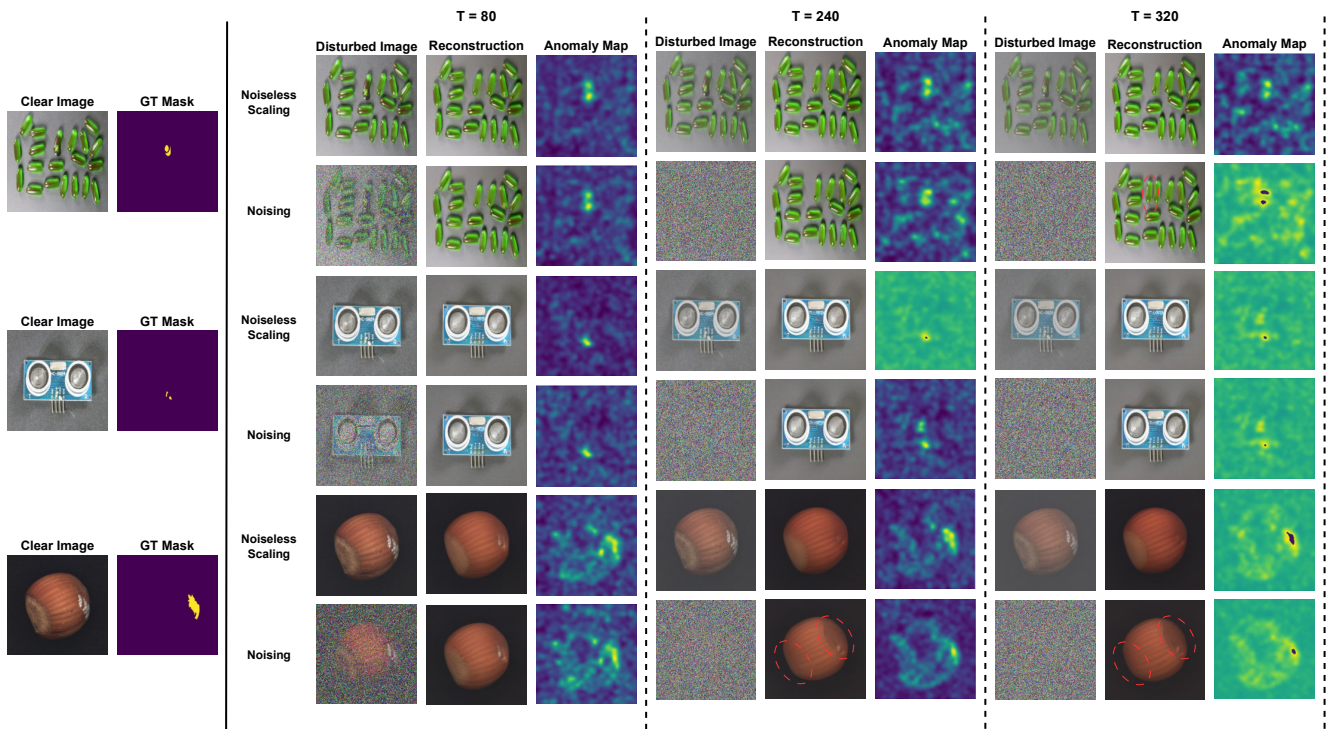 T = 80
T = 240
T = 320
Disturbed Image Reconstruction Anomaly Map
Disturbed Image Reconstruction Anomaly Map
Disturbed Image Reconstruction Anomaly Map
Clear Image GT Mask
Noiseless
Scaling
Noising
Clear Image GT Mask
Noiseless
Scaling
Noising
Clear Image GT Mask
Noiseless
Scaling
Noising